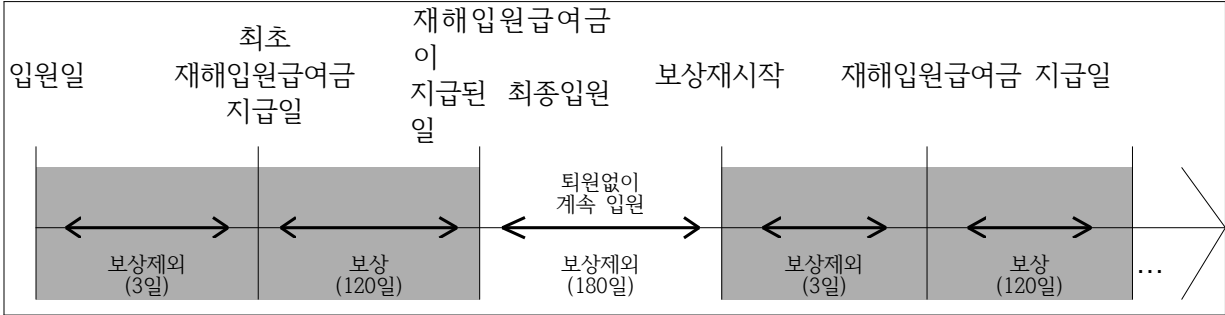 입원일
최초
재해입원급여금
지급일
재해입원급여금
이
지급된 최종입원
일
보상재시작
재해입원급여금 지급일
퇴원없이
계속 입원
보상제외
(3일)
보상
(120일)
보상제외
(180일)
보상제외
(3일)
보상
(120일)
...